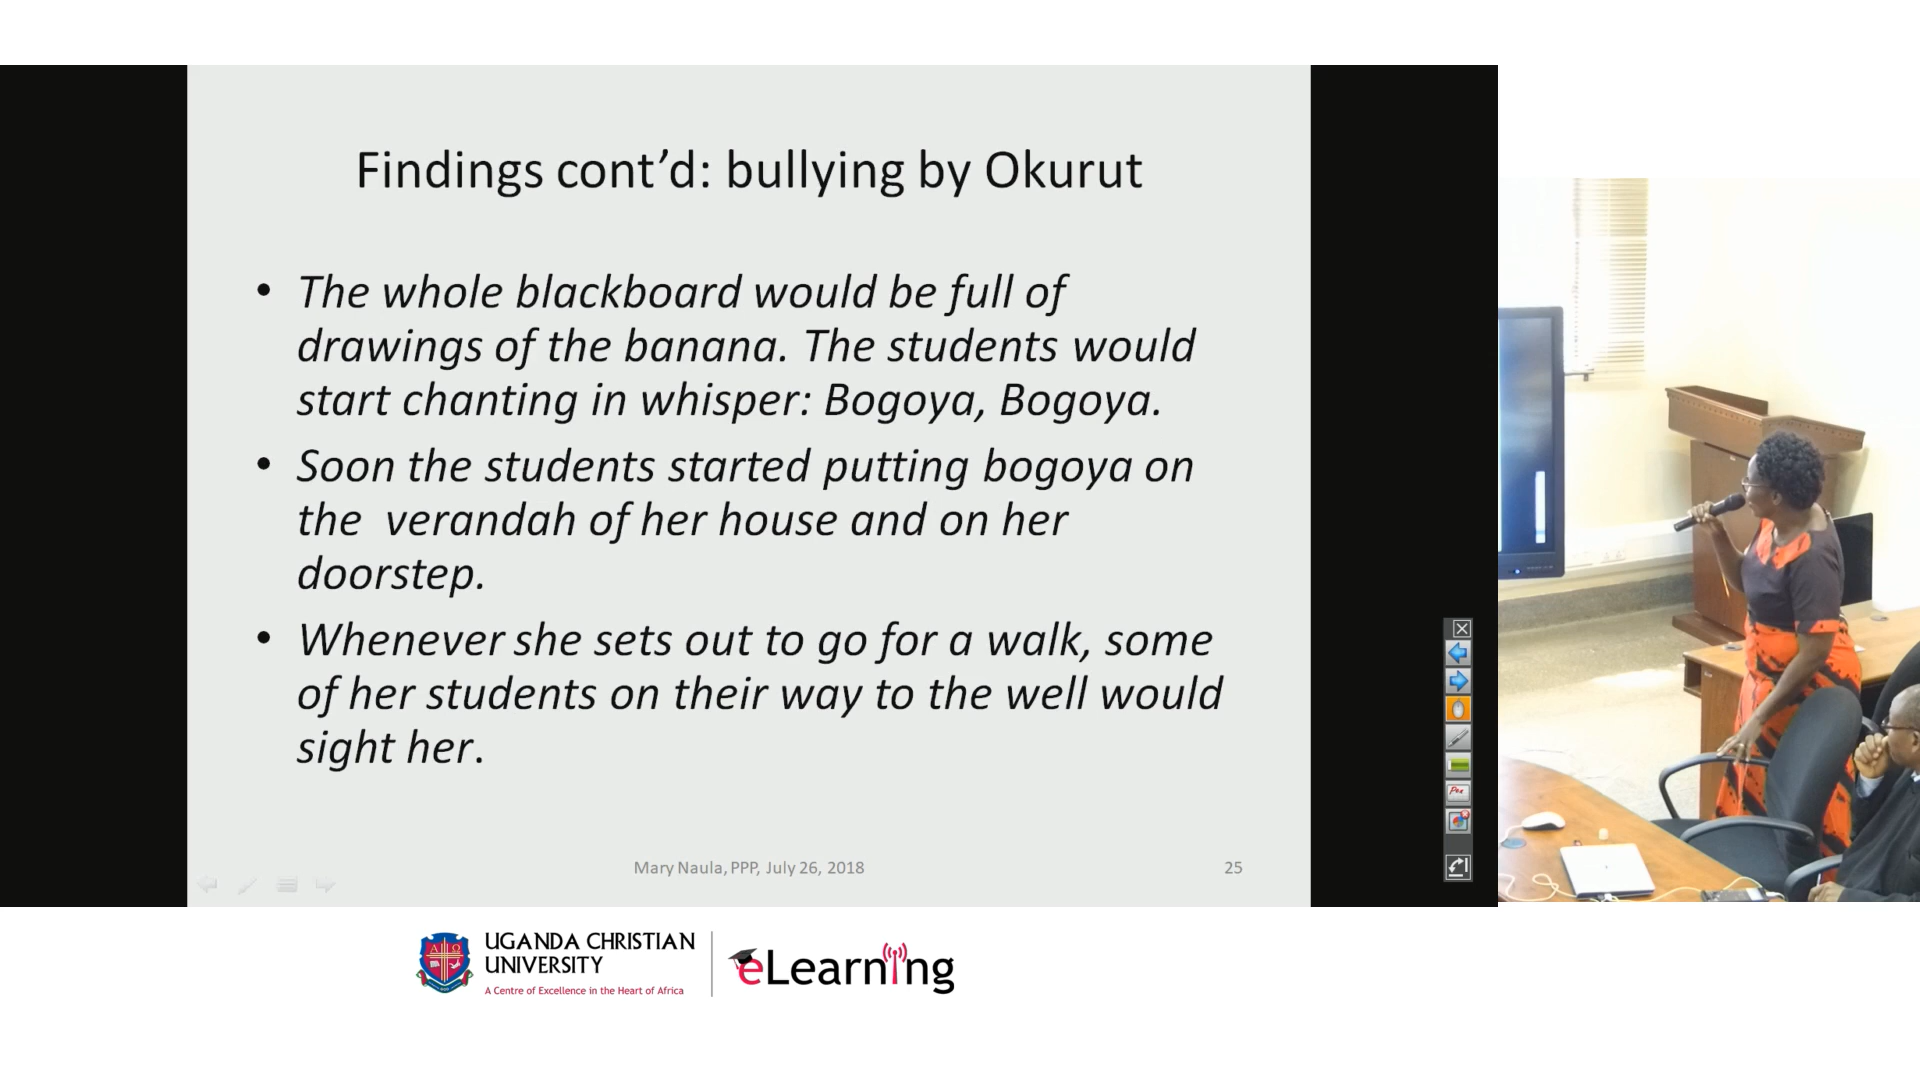 Findings cont’d: bullying by Okurut
• The whole blackboard would be full of
drawings of the banana. The students would
start chanting in whisper: Bogoya, Bogoya.
• Soon the students started putting bogoya on
the  verandah of her house and on her
doorstep.
• Whenever she sets out to go for a walk, some
of her students on their way to the well would
sight her.
Mary Naula, PPP, July 26, 2018
25
Pen
UGANDA CHRISTIAN
UNIVERSITY
A Centre of Excellence in the Heart of Africa
eLearning